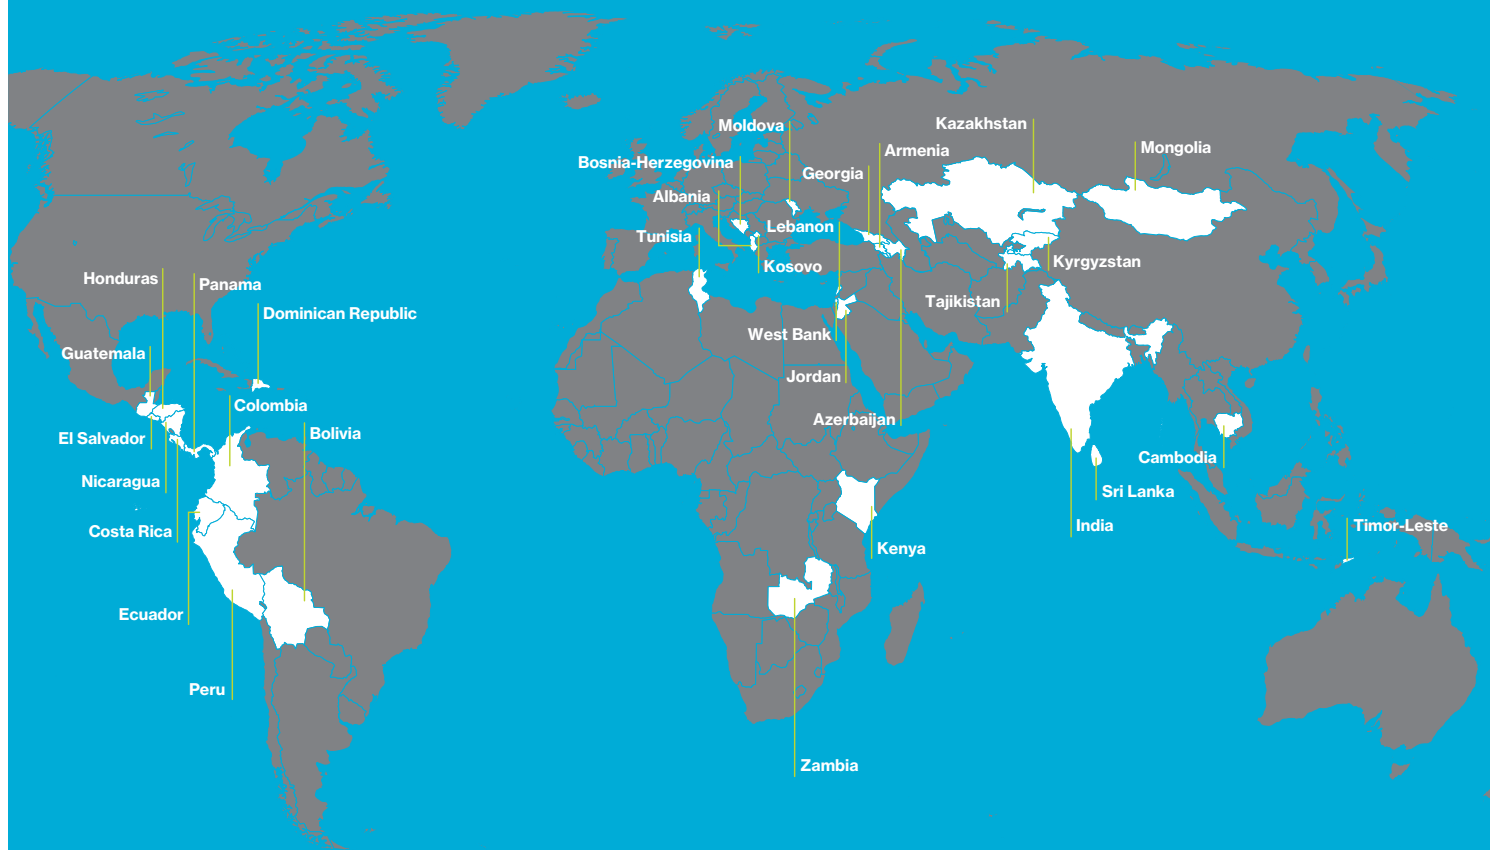 Kazakhstan
Moldova
Mongolia
Armenia
Bosnia-Herzegovina
Georgia
Albania
Lebanon
Tunisia
Kosovo
Kyrgyzstan
Honduras
Panama
Tajikistan
Dominican Republic
West Bank
Guatemala
Jordan
Colombia
Azerbaijan
Bolivia
El Salvador
Cambodia
Nicaragua
Sri Lanka
India
Timor-Leste
Costa Rica
Kenya
Ecuador
Peru
Zambia